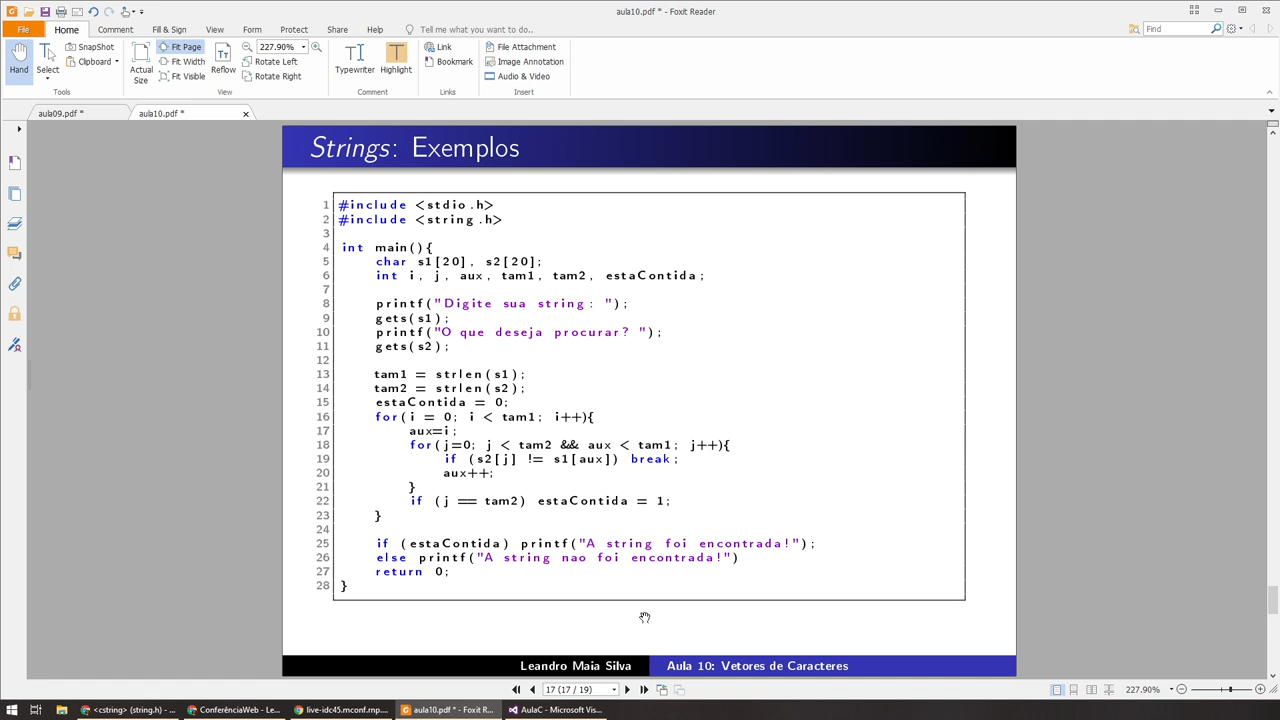 aula10.pdf * - Foxit Reader
File Home Comment Fill & Sign View Form Protect Share Help Tell me what you want to do... Find
Hand
Select
SnapShot
Clipboard
Tools
Actual Size
Fit Page
Fit Width
Fit Visible
Reflow
227.90%
Rotate Left
Rotate Right
View
Typewriter
Highlight
Comment
Link
Bookmark
Links
File Attachment
Image Annotation
Audio & Video
Insert
aula09.pdf * aula10.pdf *
Strings: Exemplos
1 #include <stdio.h>
2 #include <string.h>
3
4 int main(){
5 char s1[20], s2[20];
6 int i, j, aux, tam1, tam2, estaContida;
7
8 printf("Digite sua string: ");
9 gets(s1);
10 printf("O que deseja procurar? ");
11 gets(s2);
12
13 tam1 = strlen(s1);
14 tam2 = strlen(s2);
15 estaContida = 0;
16 for(i = 0; i < tam1; i++){
17 aux=i;
18 for(j=0; j < tam2 && aux < tam1; j++){
19 if (s2[j] != s1[aux]) break;
20 aux++;
21 }
22 if (j == tam2) estaContida = 1;
23 }
24
25 if (estaContida) printf("A string foi encontrada!");
26 else printf("A string nao foi encontrada!")
27 return 0;
28 }
Leandro Maia Silva Aula 10: Vetores de Caracteres
17 (17 / 19) 227.90%
<cstring> (string.h) - ... ConferênciaWeb - Le... live-idc45.mconf.rnp.... aula10.pdf * - Foxit R... AulaC - Microsoft Vis...